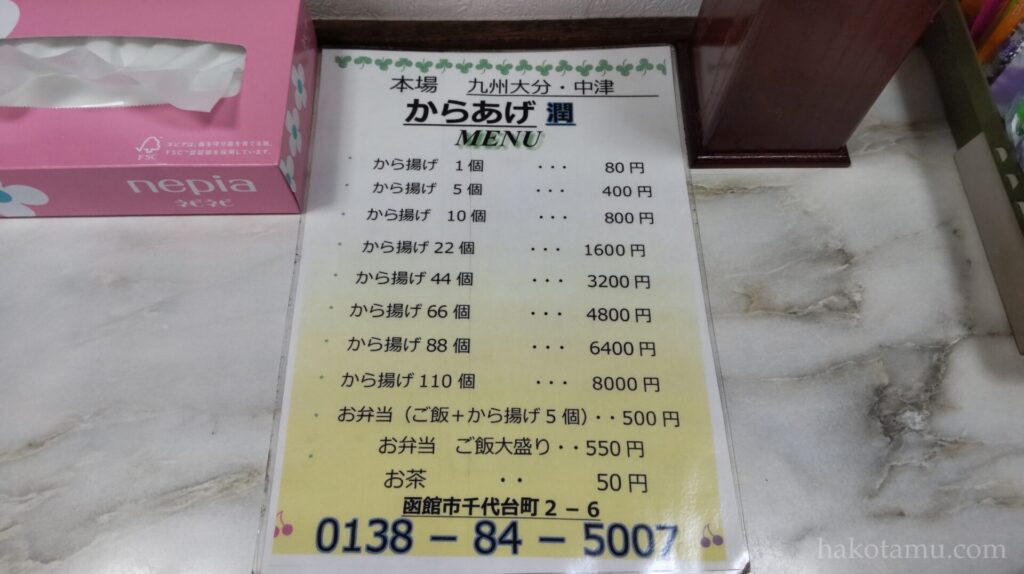 本場 九州大分・中津
からあげ 潤
MENU
から揚げ 1個 ・・・ 80円
から揚げ 5個 ・・・ 400円
から揚げ 10個 ・・・ 800円
・ から揚げ 22個 ・・・ 1600円
・ から揚げ 44個 ・・・ 3200円
・ から揚げ 66個 ・・・ 4800円
・ から揚げ 88個 ・・・ 6400円
・ から揚げ 110個 ・・・ 8000円
・ お弁当（ご飯＋から揚げ5個）・・500円
お弁当 ご飯大盛り・・550円
お茶 ・・ 50円
函館市千代台町2－6
0138－84－5007
FSC
nepia
ネピネピ
hakotamu.com